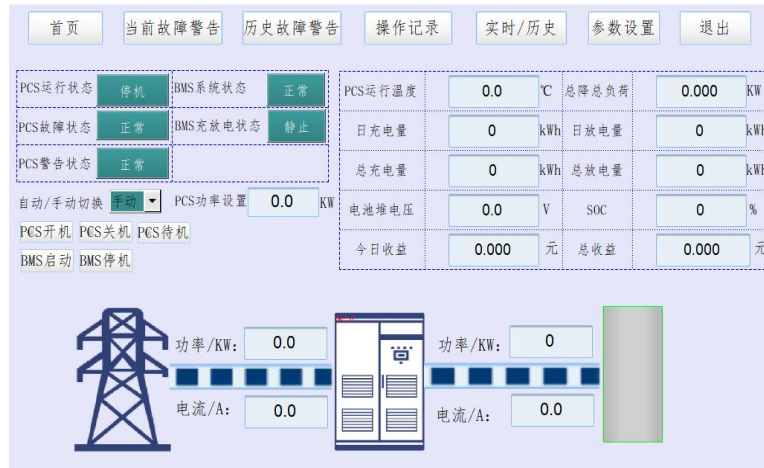 首页 当前故障警告 历史故障警告 操作记录 实时/历史 参数设置 退出
PCS运行状态 停机 BMS系统状态 正常 PCS运行温度 0.0 ℃ 总降总负荷 0.000 KW
PCS故障状态 正常 BMS充放电状态 静止 日充电量 0 kWh 日放电量 0 kWh
PCS警告状态 正常 总充电量 0 kWh 总放电量 0 kWh
自动/手动切换 手动 PCS功率设置 0.0 KW 电池堆电压 0.0 V SOC 0 %
PCS开机 PCS关机 PCS待机
BMS启动 BMS停机 今日收益 0.000 元 总收益 0.000 元
功率/KW: 0.0 功率/KW: 0
电流/A: 0.0 电流/A: 0.0